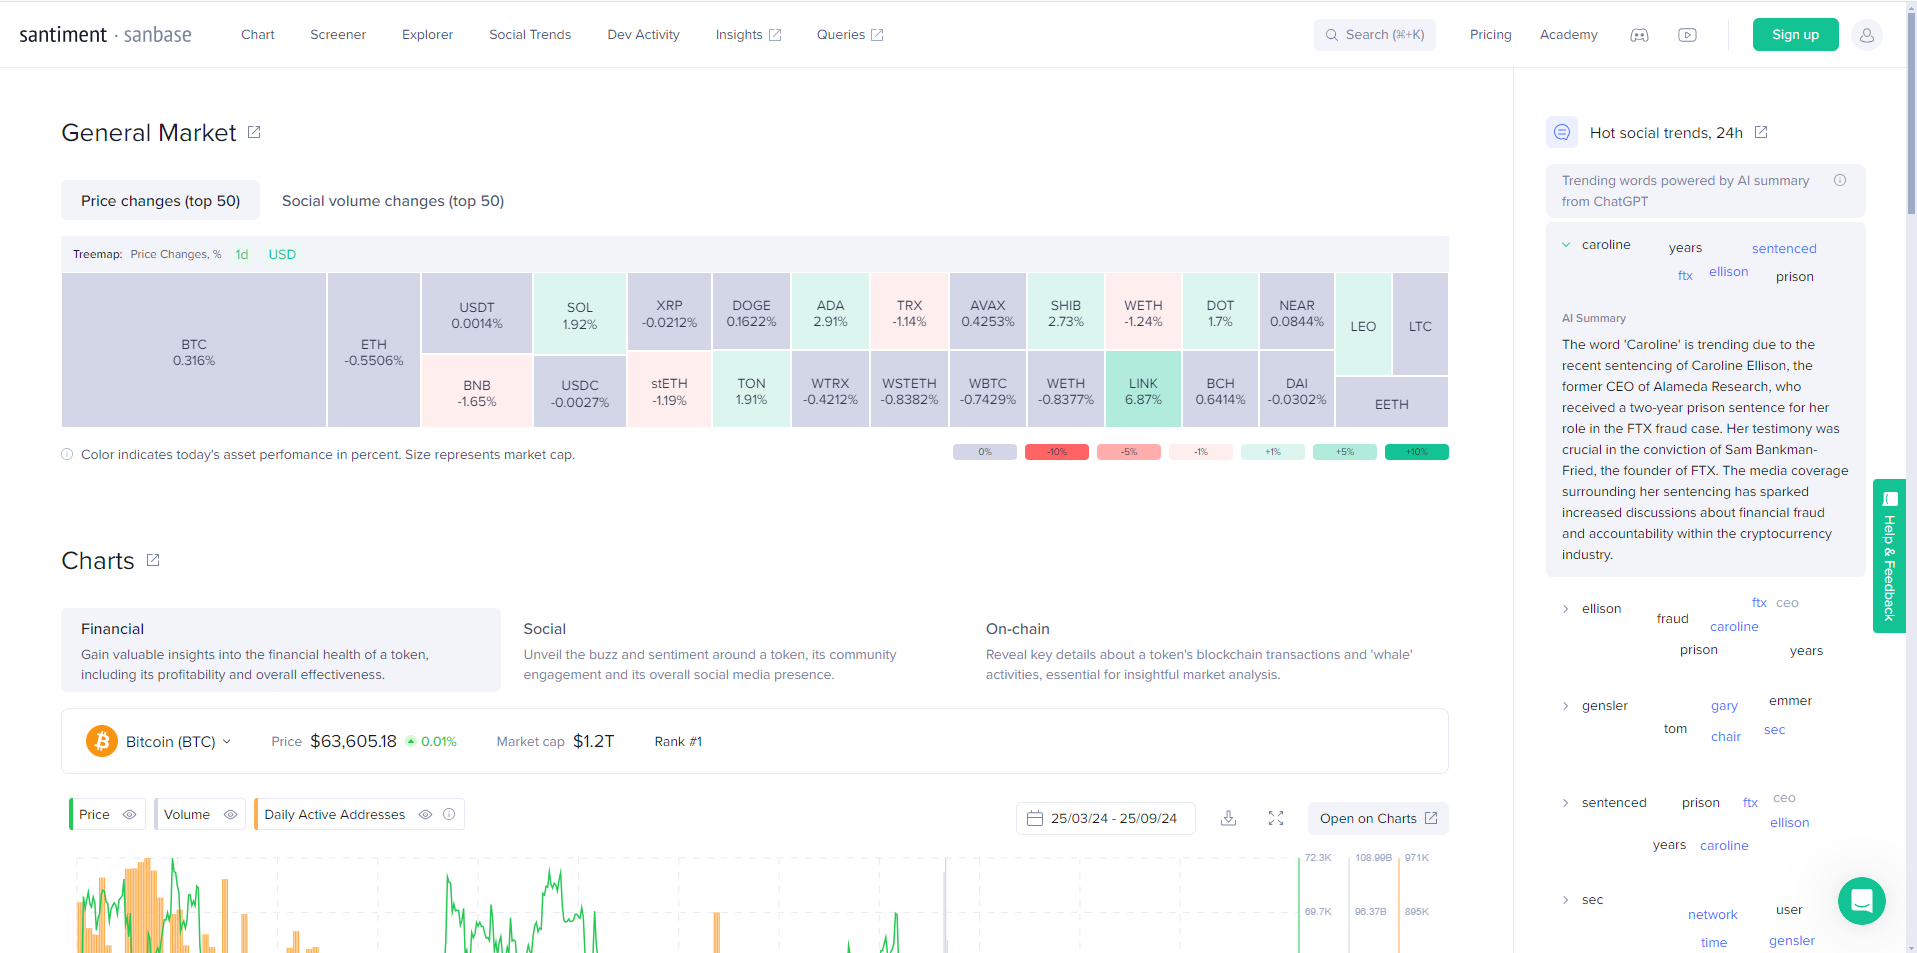 santiment · sanbase
Chart
Screener
Explorer
Social Trends
Dev Activity
Insights
Queries
Search (⌘+K)
Pricing
Academy
Sign up
General Market
Price changes (top 50)
Social volume changes (top 50)
Treemap: Price Changes, % 1d USD
BTC
0.316%
ETH
-0.5506%
USDT
0.0014%
BNB
-1.65%
SOL
1.92%
USDC
-0.0027%
XRP
-0.0212%
stETH
-1.19%
DOGE
0.1622%
TON
1.91%
ADA
2.91%
WTRX
-0.4212%
TRX
-1.14%
WSTETH
-0.8382%
AVAX
0.4253%
WBTC
-0.7429%
SHIB
2.73%
WETH
-0.8377%
WETH
-1.24%
LINK
6.87%
DOT
1.7%
BCH
0.6414%
NEAR
0.0844%
DAI
-0.0302%
LEO
LTC
EETH
Color indicates today's asset perfomance in percent. Size represents market cap.
0%
-10%
-5%
-1%
+1%
+5%
+10%
Charts
Financial
Gain valuable insights into the financial health of a token,
including its profitability and overall effectiveness.
Social
Unveil the buzz and sentiment around a token, its community
engagement and its overall social media presence.
On-chain
Reveal key details about a token's blockchain transactions and 'whale'
activities, essential for insightful market analysis.
Bitcoin (BTC)
Price $63,605.18 0.01%
Market cap $1.2T
Rank #1
Price
Volume
Daily Active Addresses
25/03/24 - 25/09/24
Open on Charts
72.3K
108.99B
971K
69.7K
96.37B
895K
Hot social trends, 24h
Trending words powered by AI summary
from ChatGPT
caroline
years
sentenced
ftx
ellison
prison
AI Summary
The word 'Caroline' is trending due to the
recent sentencing of Caroline Ellison, the
former CEO of Alameda Research, who
received a two-year prison sentence for her
role in the FTX fraud case. Her testimony was
crucial in the conviction of Sam Bankman-
Fried, the founder of FTX. The media coverage
surrounding her sentencing has sparked
increased discussions about financial fraud
and accountability within the cryptocurrency
industry.
ellison
ftx
ceo
fraud
caroline
prison
years
gensler
gary
emmer
tom
chair
sec
sentenced
prison
ftx
ceo
ellison
years
caroline
sec
network
user
time
gensler
Help & Feedback